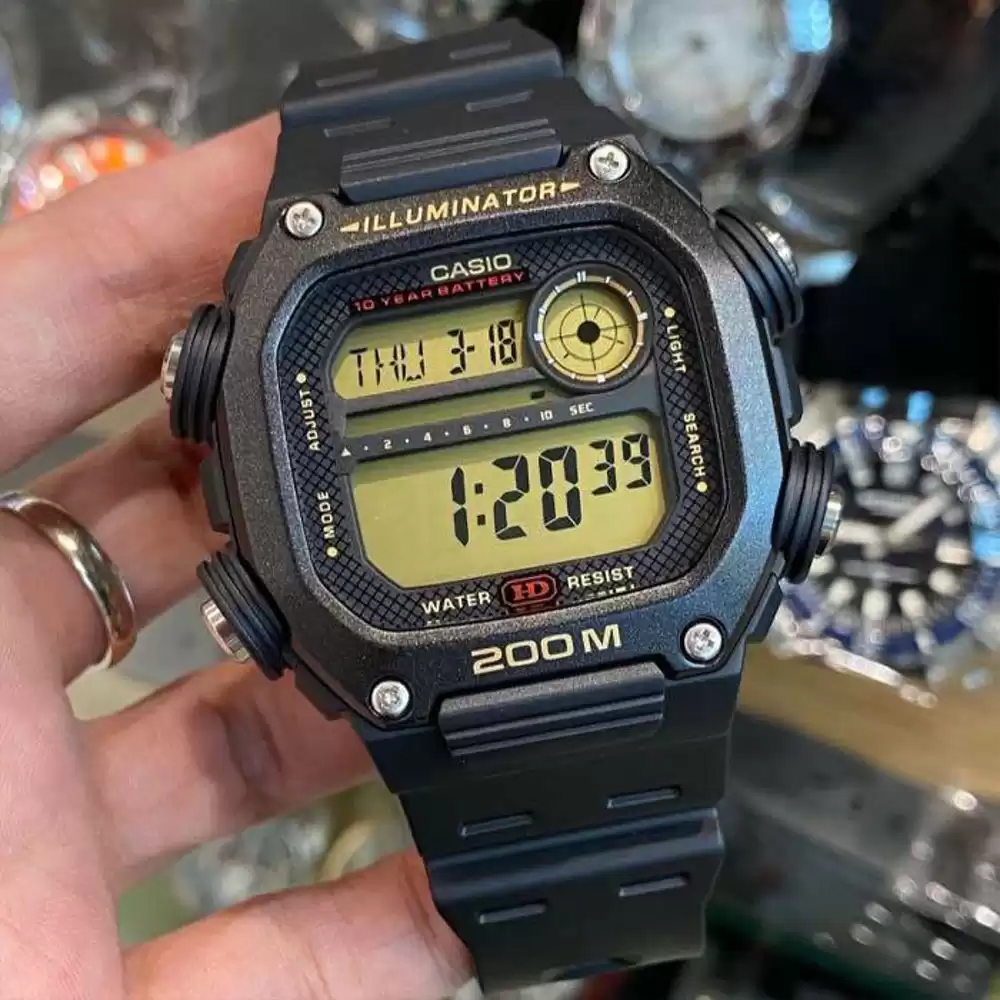 ILLUMINATOR
CASIO
10 YEAR BATTERY
THU 3-18
LIGHT
ADJUST
2 4 6 8 10 SEC
SEARCH
1:20 39
MODE
WATER HD RESIST
200M